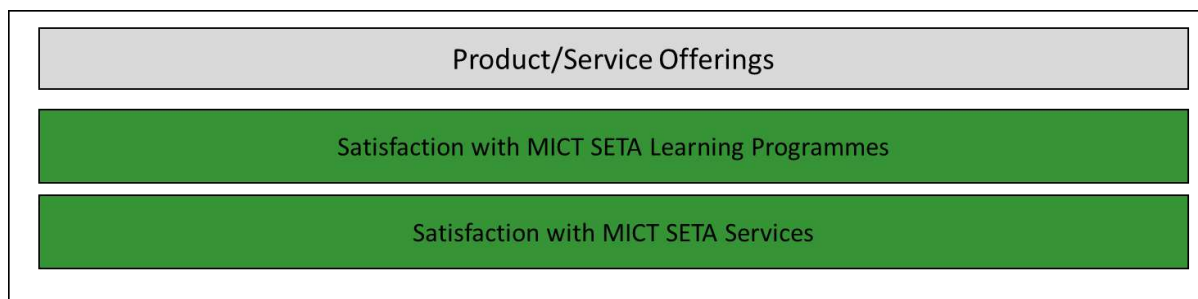 Product/Service Offerings
Satisfaction with MICT SETA Learning Programmes
Satisfaction with MICT SETA Services